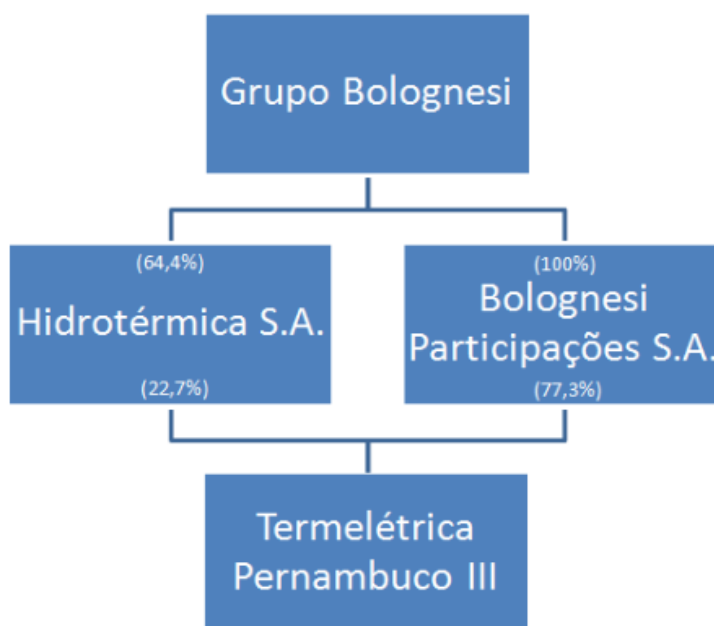 Grupo Bolognesi
(64,4%)
Hidrotérmica S.A.
(22,7%)
(100%)
Bolognesi
Participações S.A.
(77,3%)
Termelétrica
Pernambuco III